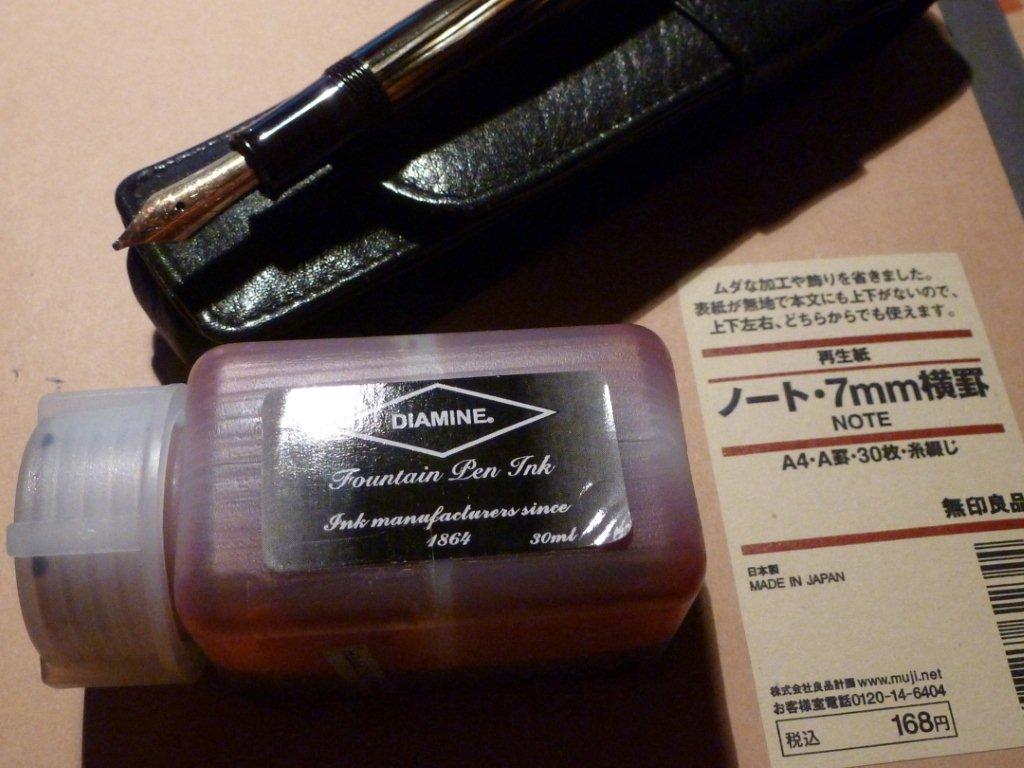 DIAMINE®
Fountain Pen Ink
Ink manufacturers since
1864 30ml
ムダな加工や飾りを省きました。
表紙が無地で本文にも上下がないので、
上下左右、どちらからでも使えます。
再生紙
ノート・7mm横罫
NOTE
A4・A罫・30枚・糸綴じ
無印良品
日本製
MADE IN JAPAN
株式会社良品計画 www.muji.net
お客様室電話0120-14-6404
税込 168円